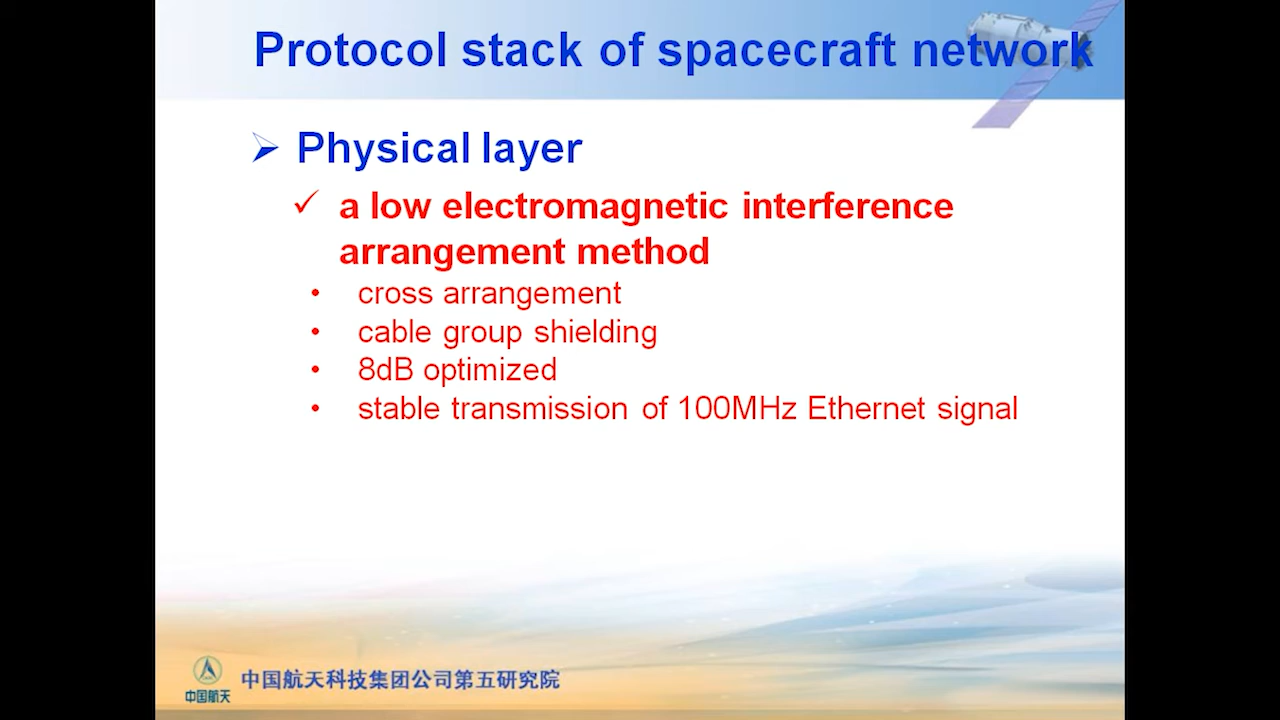 Protocol stack of spacecraft network
Physical layer
a low electromagnetic interference
arrangement method
cross arrangement
cable group shielding
8dB optimized
stable transmission of 100MHz Ethernet signal
中国航天科技集团公司第五研究院
中国航天